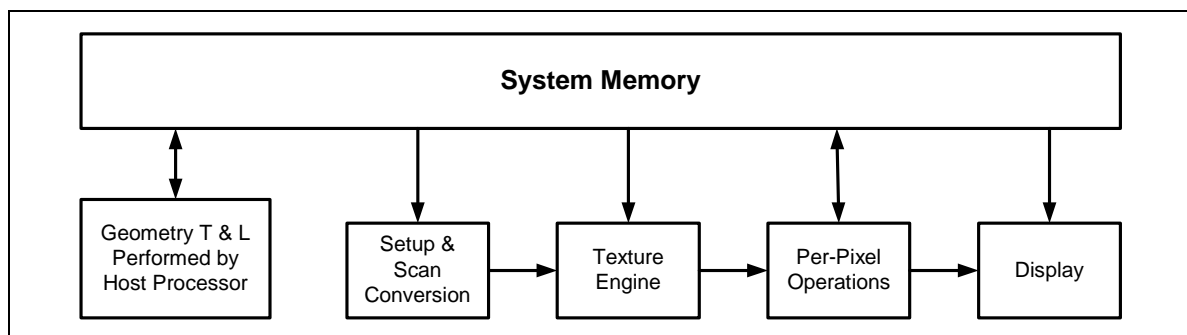 System Memory
Geometry T & L
Performed by
Host Processor
Setup &
Scan
Conversion
Texture
Engine
Per-Pixel
Operations
Display